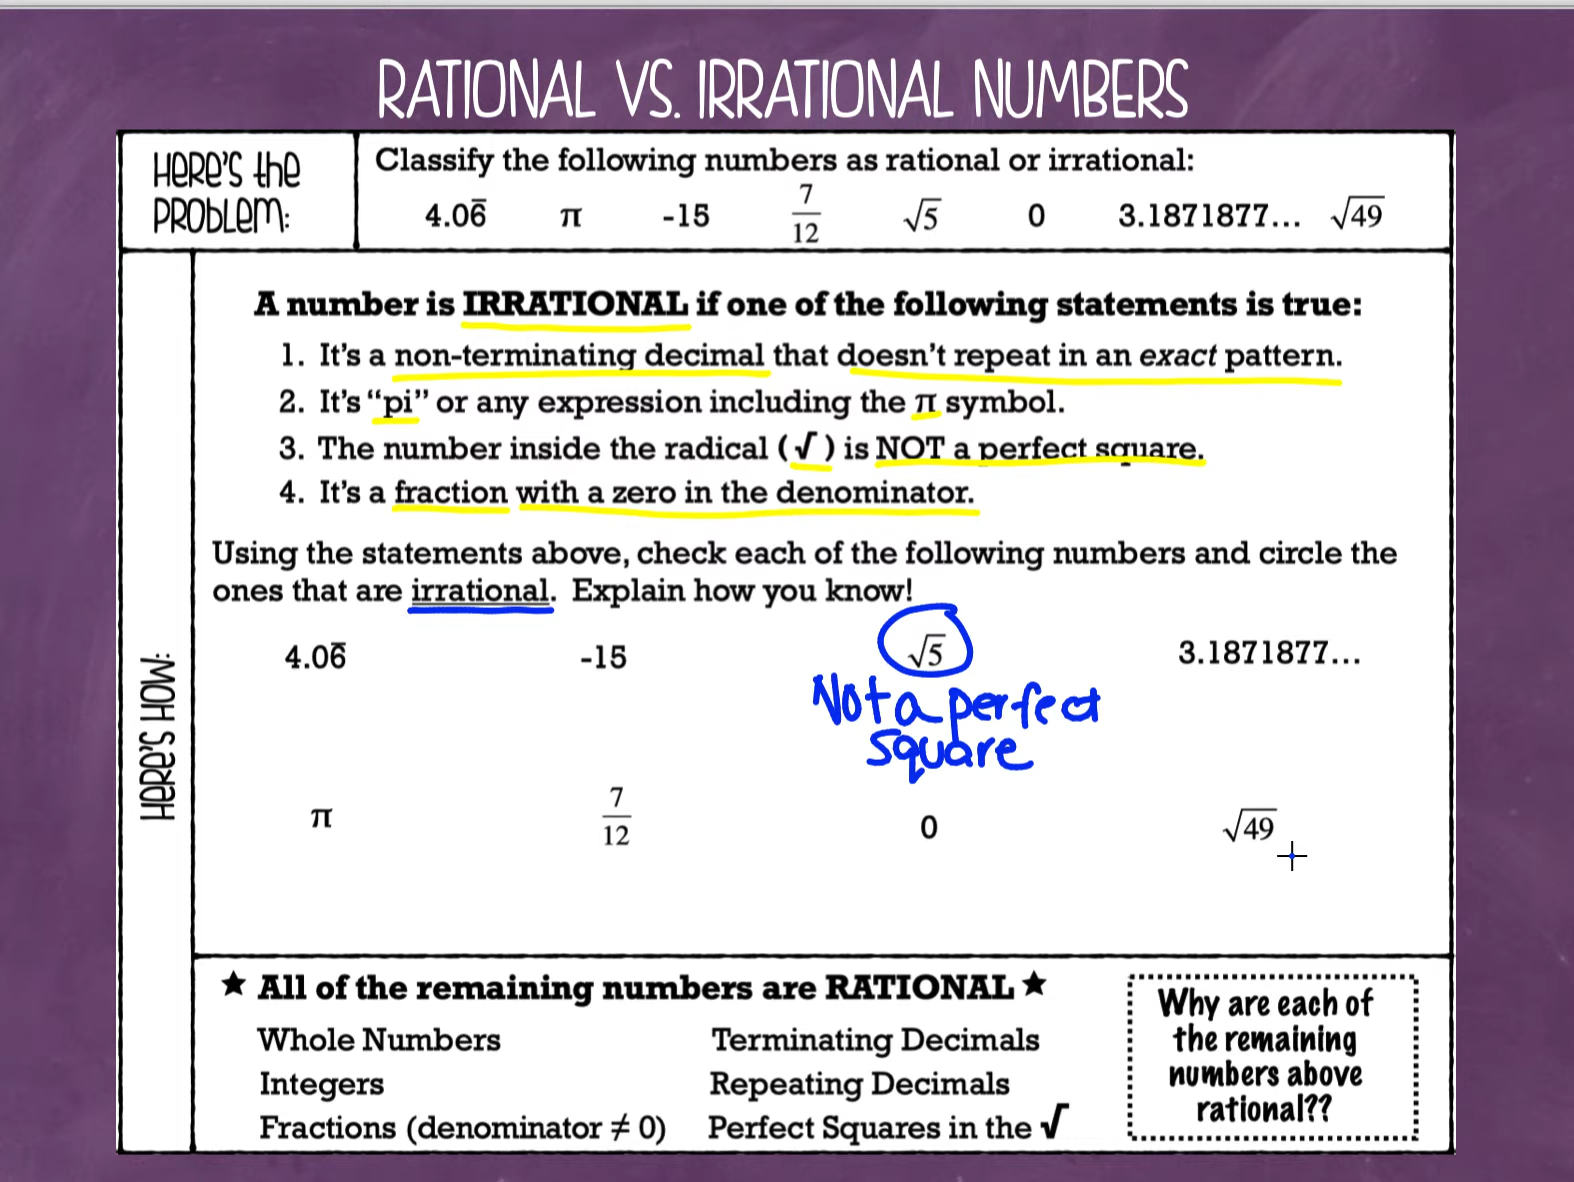 RATIONAL VS. IRRATIONAL NUMBERS
HERE'S the
PROBLEM:
Classify the following numbers as rational or irrational:
4.06̅ π -15 7/12 √5 0 3.1871877... √49
HERE'S HOW:
A number is IRRATIONAL if one of the following statements is true:
1. It's a non-terminating decimal that doesn't repeat in an exact pattern.
2. It's “pi” or any expression including the π symbol.
3. The number inside the radical (√) is NOT a perfect square.
4. It's a fraction with a zero in the denominator.
Using the statements above, check each of the following numbers and circle the
ones that are irrational. Explain how you know!
4.06̅ -15 √5 3.1871877...
Not a perfect
square
π 7/12 0 √49
★ All of the remaining numbers are RATIONAL ★
Whole Numbers Terminating Decimals
Integers Repeating Decimals
Fractions (denominator ≠ 0) Perfect Squares in the √
Why are each of
the remaining
numbers above
rational??